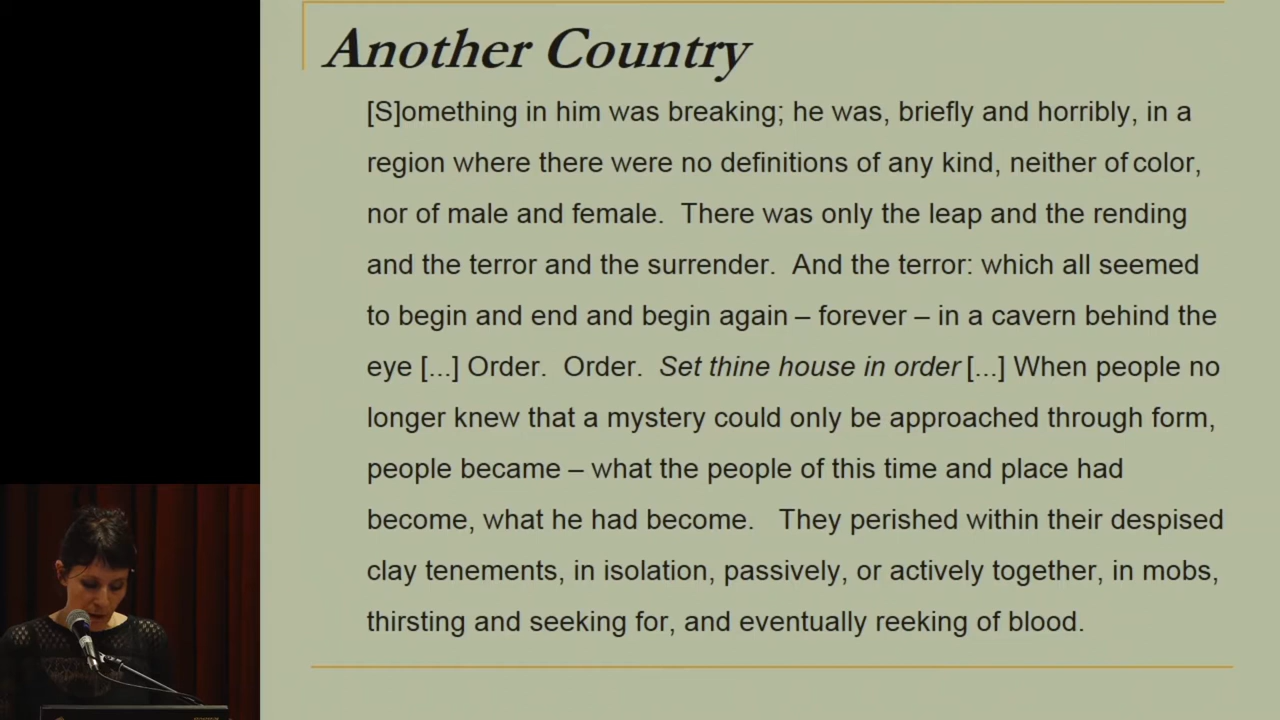 Another Country
[S]omething in him was breaking; he was, briefly and horribly, in a
region where there were no definitions of any kind, neither of color,
nor of male and female.  There was only the leap and the rending
and the terror and the surrender.  And the terror: which all seemed
to begin and end and begin again – forever – in a cavern behind the
eye [...] Order.  Order.  Set thine house in order [...] When people no
longer knew that a mystery could only be approached through form,
people became – what the people of this time and place had
become, what he had become.   They perished within their despised
clay tenements, in isolation, passively, or actively together, in mobs,
thirsting and seeking for, and eventually reeking of blood.